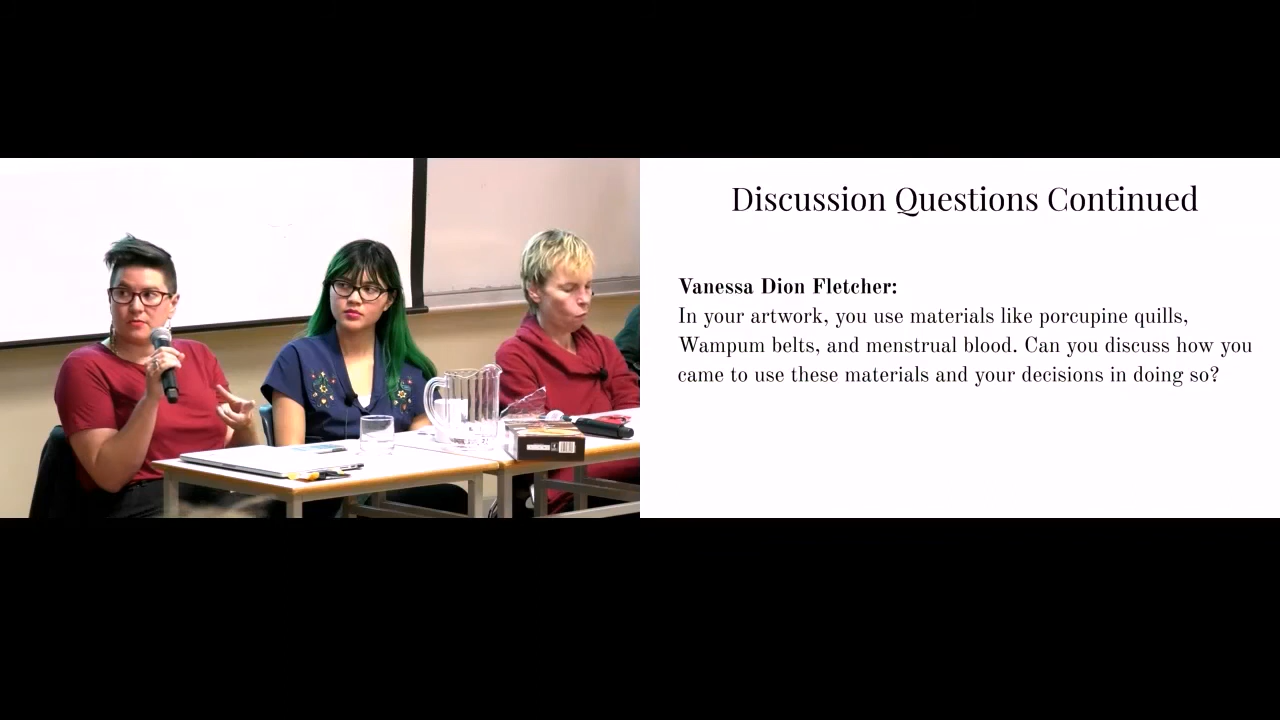 Discussion Questions Continued
Vanessa Dion Fletcher:
In your artwork, you use materials like porcupine quills,
Wampum belts, and menstrual blood. Can you discuss how you
came to use these materials and your decisions in doing so?